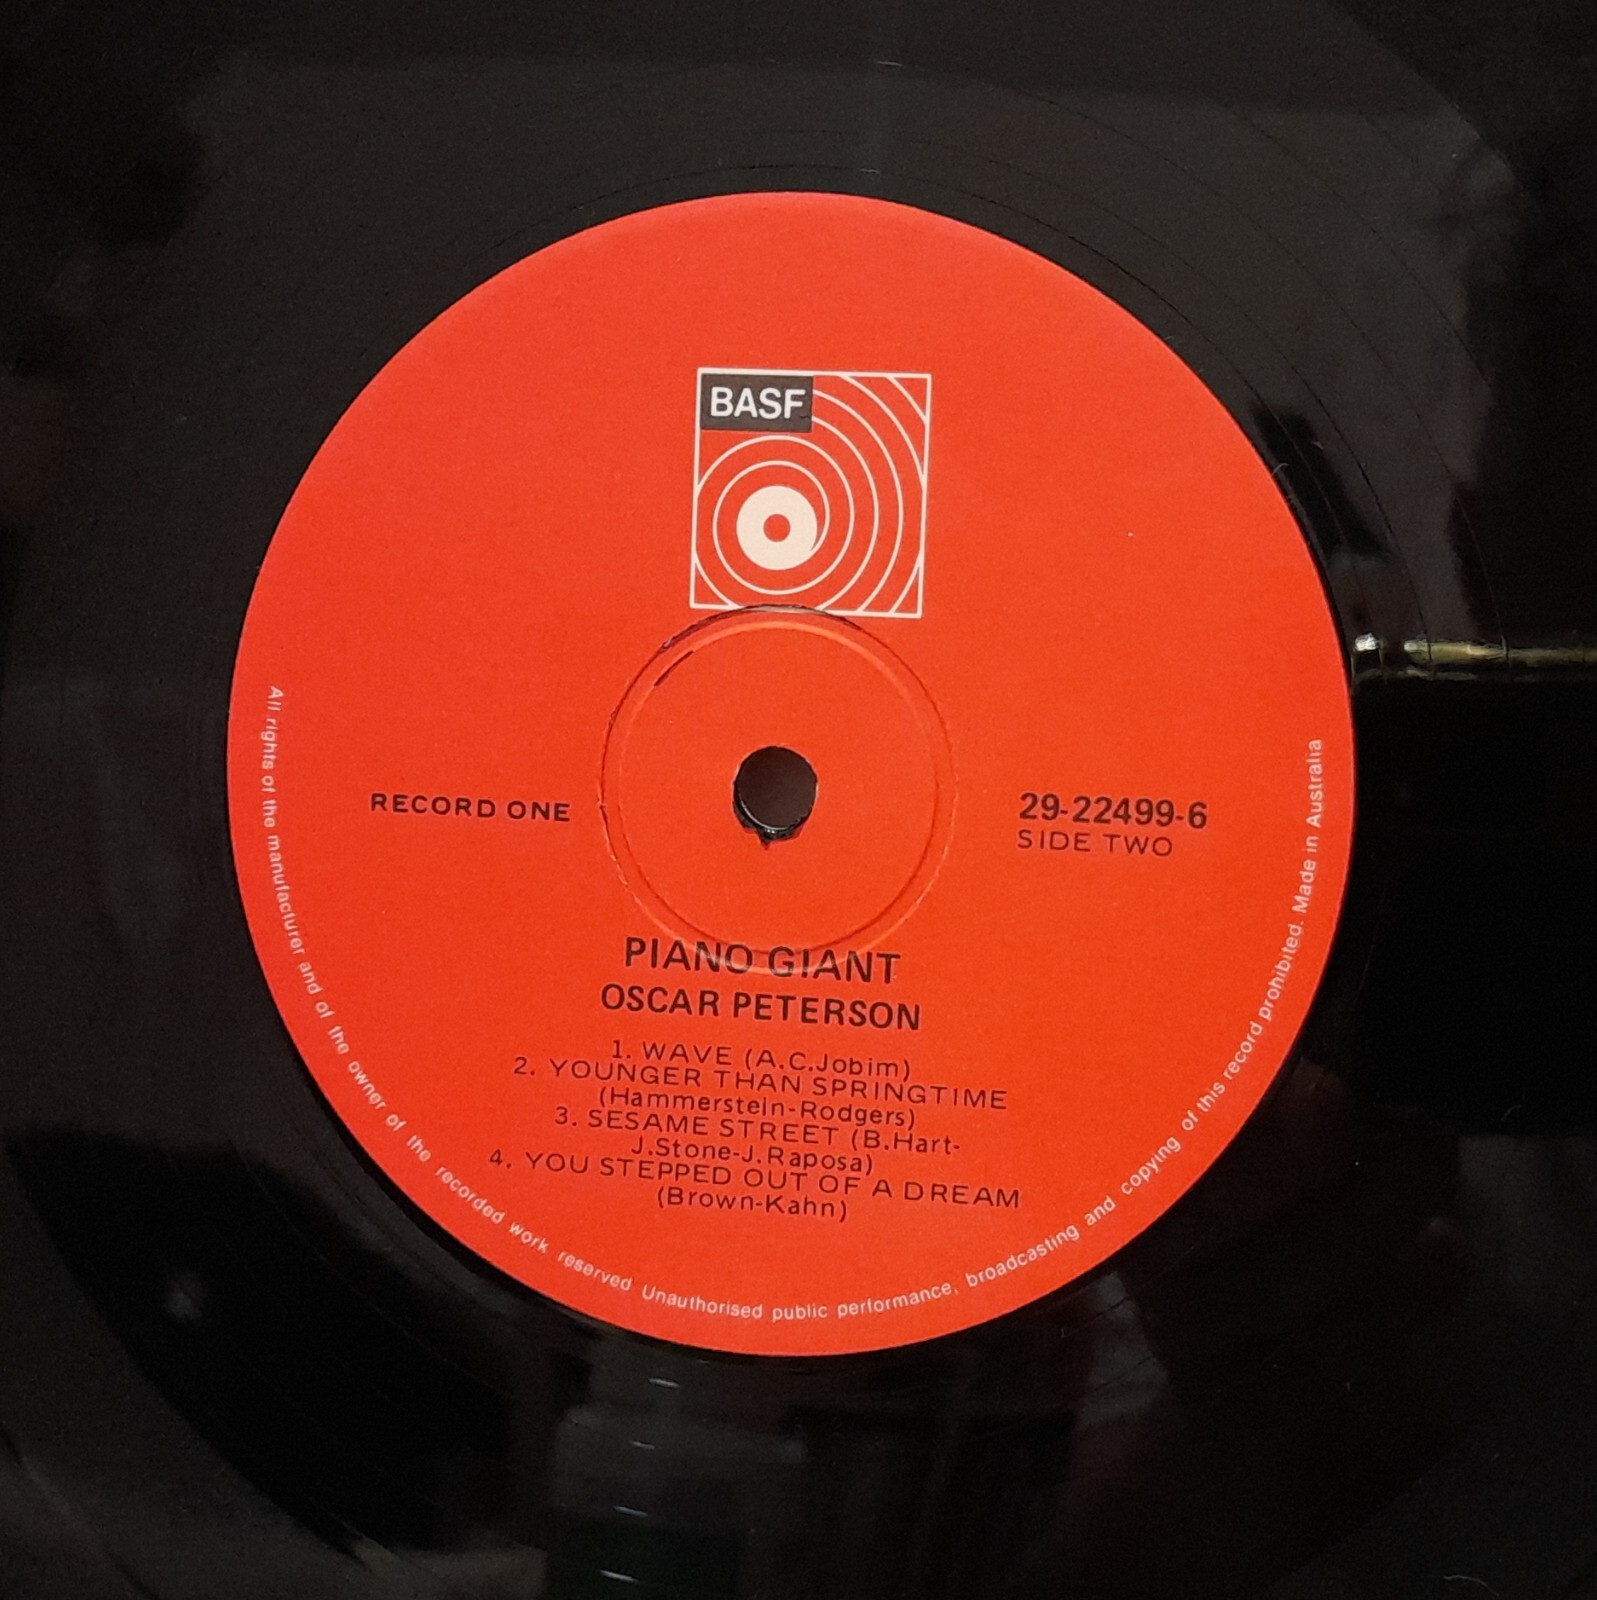 BASF
RECORD ONE
29-22499-6
SIDE TWO
PIANO GIANT
OSCAR PETERSON
1. WAVE (A.C.Jobim)
2. YOUNGER THAN SPRINGTIME
(Hammerstein-Rodgers)
3. SESAME STREET (B.Hart-
J.Stone-J.Raposa)
4. YOU STEPPED OUT OF A DREAM
(Brown-Kahn)
All rights of the manufacturer and of the owner of the recorded work reserved Unauthorised public performance, broadcasting and copying of this record prohibited. Made in Australia